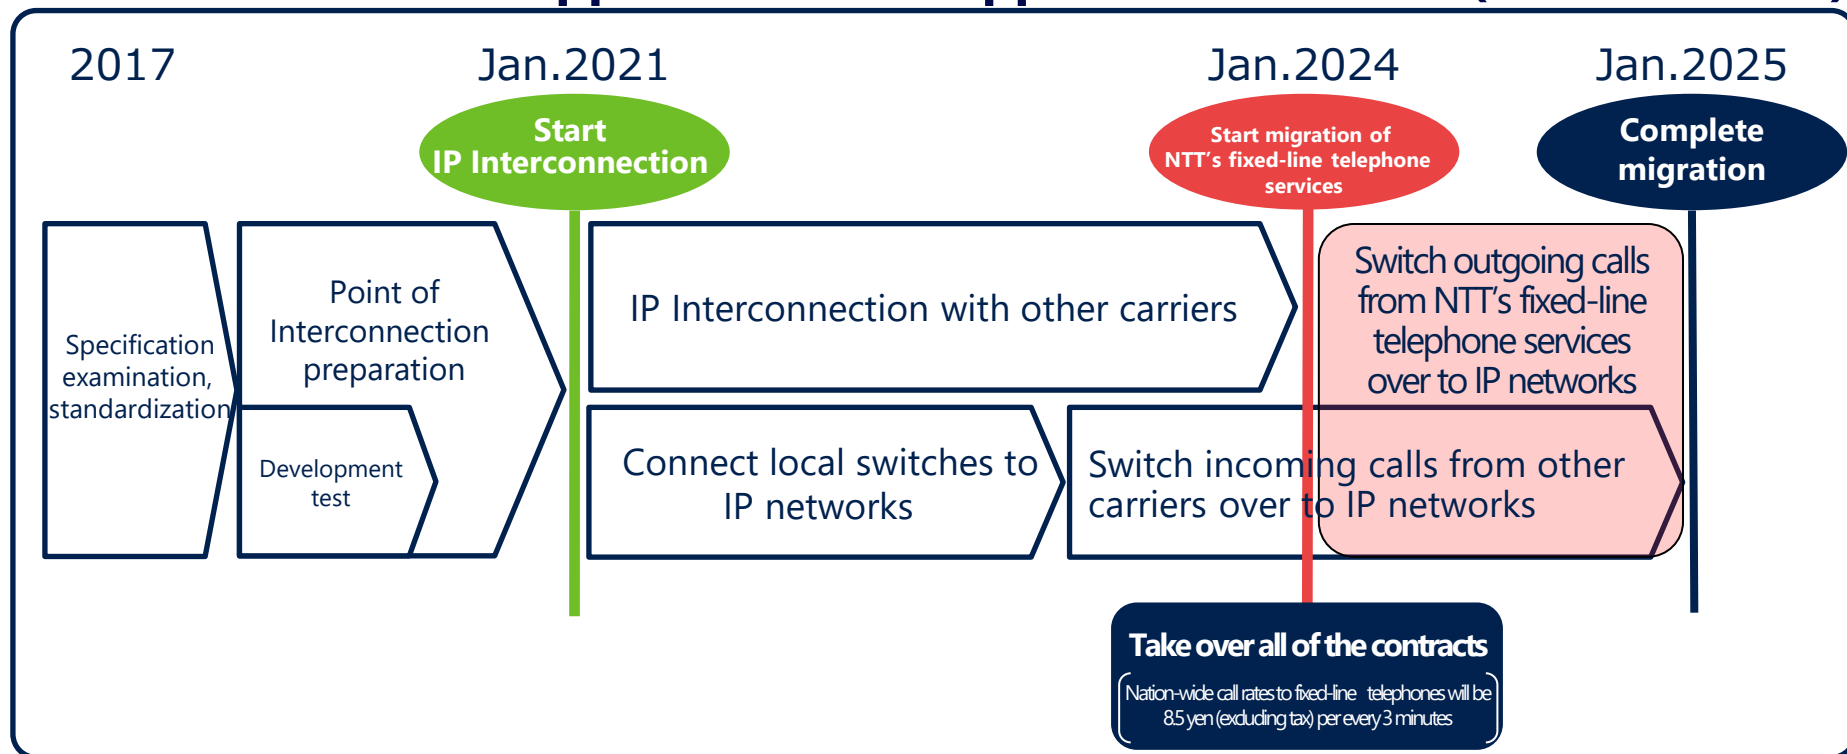 2017
Jan.2021
Jan.2024
Jan.2025
Start
IP Interconnection
Start migration of
NTT's fixed-line telephone
services
Complete
migration
Specification
examination,
standardization
Point of
Interconnection
preparation
Development
test
IP Interconnection with other carriers
Connect local switches to
IP networks
Switch outgoing calls
from NTT's fixed-line
telephone services
over to IP networks
Switch incoming calls from other
carriers over to IP networks
Take over all of the contracts
Nation-wide call rates to fixed-line telephones will be
8.5 yen (excluding tax) per every 3 minutes